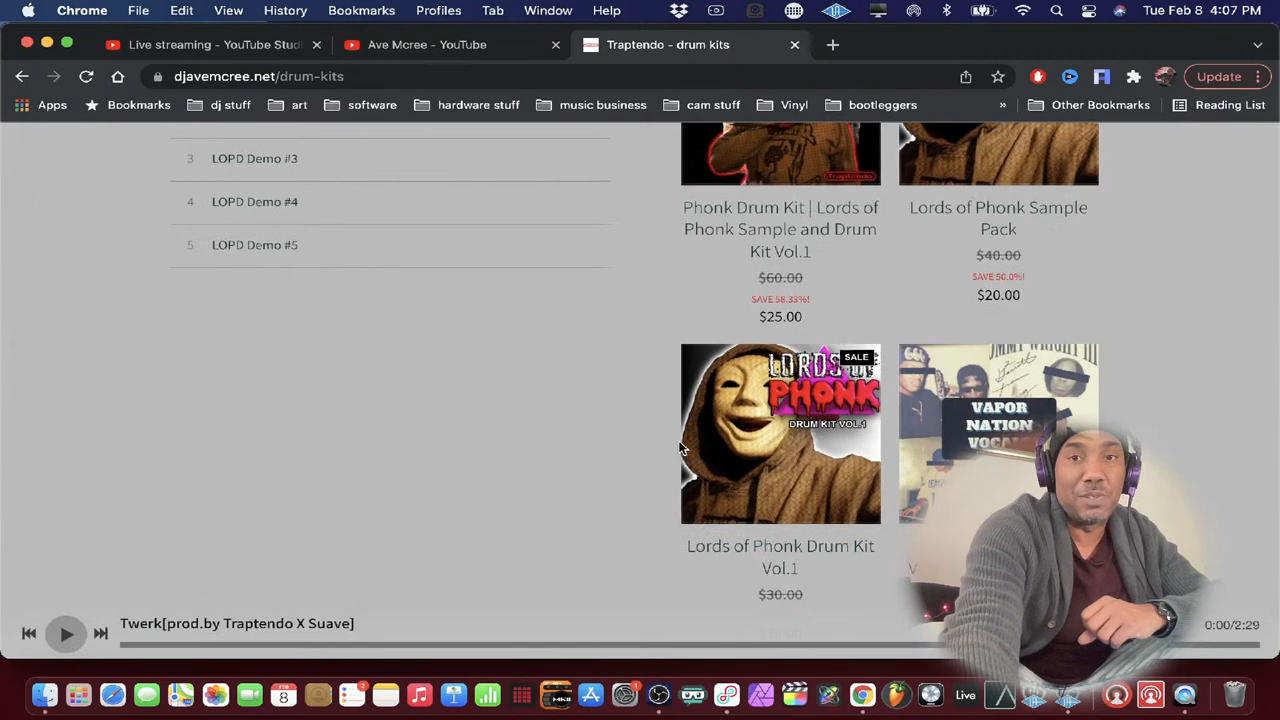 Chrome File Edit View History Bookmarks Profiles Tab Window Help Tue Feb 8 4:07 PM
Live streaming - YouTube Studi
Ave Mcree - YouTube
Traptendo - drum kits
djavemcree.net/drum-kits
Update
Apps
Bookmarks
dj stuff
art
software
hardware stuff
music business
cam stuff
Vinyl
bootleggers
»
Other Bookmarks
Reading List
3 LOPD Demo #3
4 LOPD Demo #4
5 LOPD Demo #5
Traptendo
Phonk Drum Kit | Lords of
Phonk Sample and Drum
Kit Vol.1
$60.00
SAVE 58.33%!
$25.00
Lords of Phonk Sample
Pack
$40.00
SAVE 50.0%!
$20.00
SALE
LORDS OF
PHONK
DRUM KIT VOL.1
Lords of Phonk Drum Kit
Vol.1
$30.00
VAPOR
NATION
VOCAL
V
Twerk[prod.by Traptendo X Suave]
0:00/2:29
8
Live